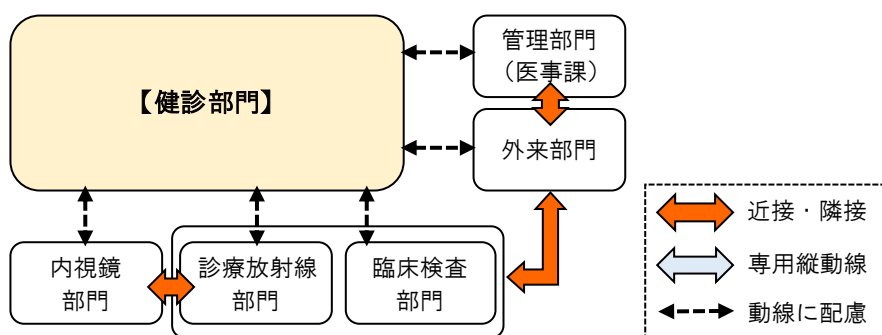 【健診部門】
管理部門
（医事課）
外来部門
内視鏡
部門
診療放射線
部門
臨床検査
部門
近接・隣接
専用縦動線
動線に配慮